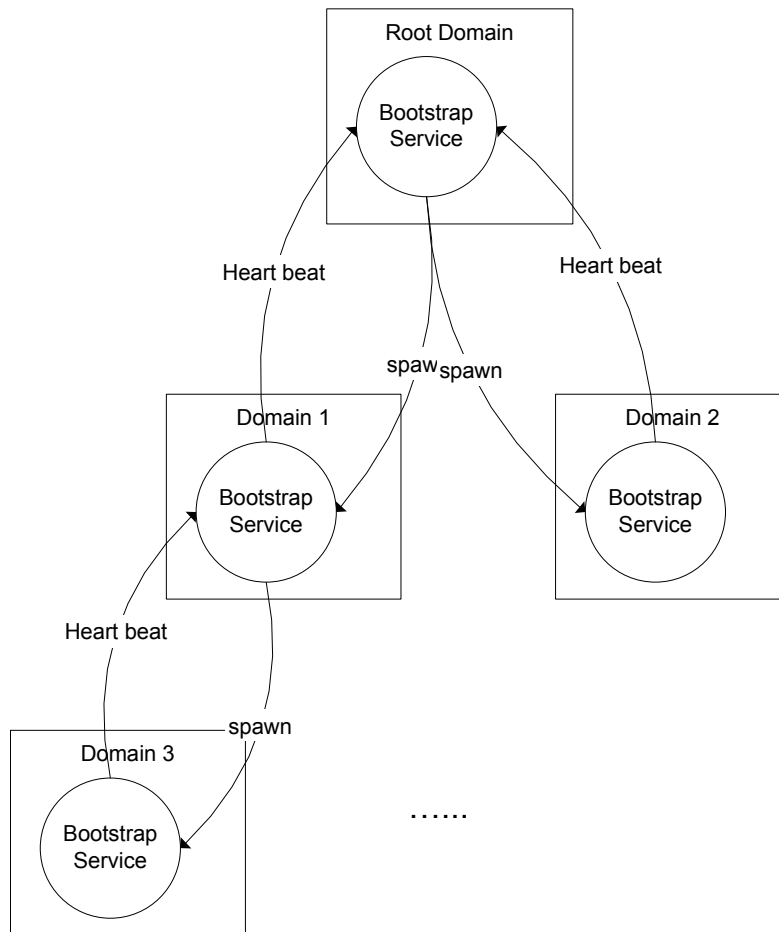 Root Domain
Bootstrap
Service
Heart beat
Heart beat
spawn
spawn
Domain 1
Domain 2
Bootstrap
Service
Bootstrap
Service
Heart beat
spawn
Domain 3
Bootstrap
Service
......